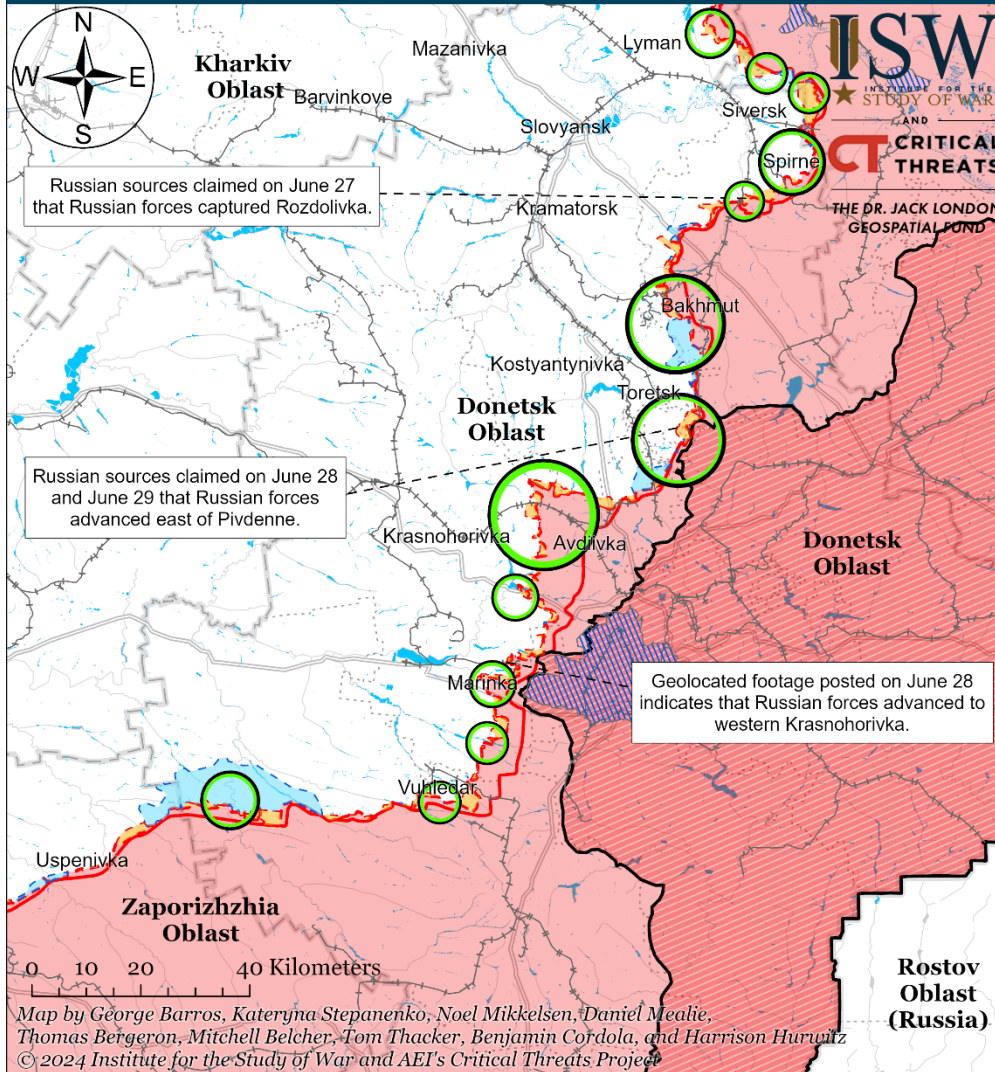 N
W
E
S
Kharkiv
Oblast
Mazanivka
Lyman
Barvinkove
Slovyansk
Siversk
ISW
INSTITUTE FOR THE
STUDY OF WAR
AND
CT CRITICAL
THREATS
THE DR. JACK LONDON
GEOSPATIAL FUND
Spirne
Russian sources claimed on June 27
that Russian forces captured Rozdolivka.
Kramatorsk
Bakhmut
Kostyantynivka
Toretsk
Donetsk
Oblast
Russian sources claimed on June 28
and June 29 that Russian forces
advanced east of Pivdenne.
Krasnohorivka
Avdiivka
Donetsk
Oblast
Marinka
Geolocated footage posted on June 28
indicates that Russian forces advanced to
western Krasnohorivka.
Vuhledar
Uspenivka
Zaporizhzhia
Oblast
0 10 20 40 Kilometers
Rostov
Oblast
(Russia)
Map by George Barros, Kateryna Stepanenko, Noel Mikkelsen, Daniel Mealie,
Thomas Bergeron, Mitchell Belcher, Tom Thacker, Benjamin Cordola, and Harrison Hurwitz
© 2024 Institute for the Study of War and AEI's Critical Threats Project